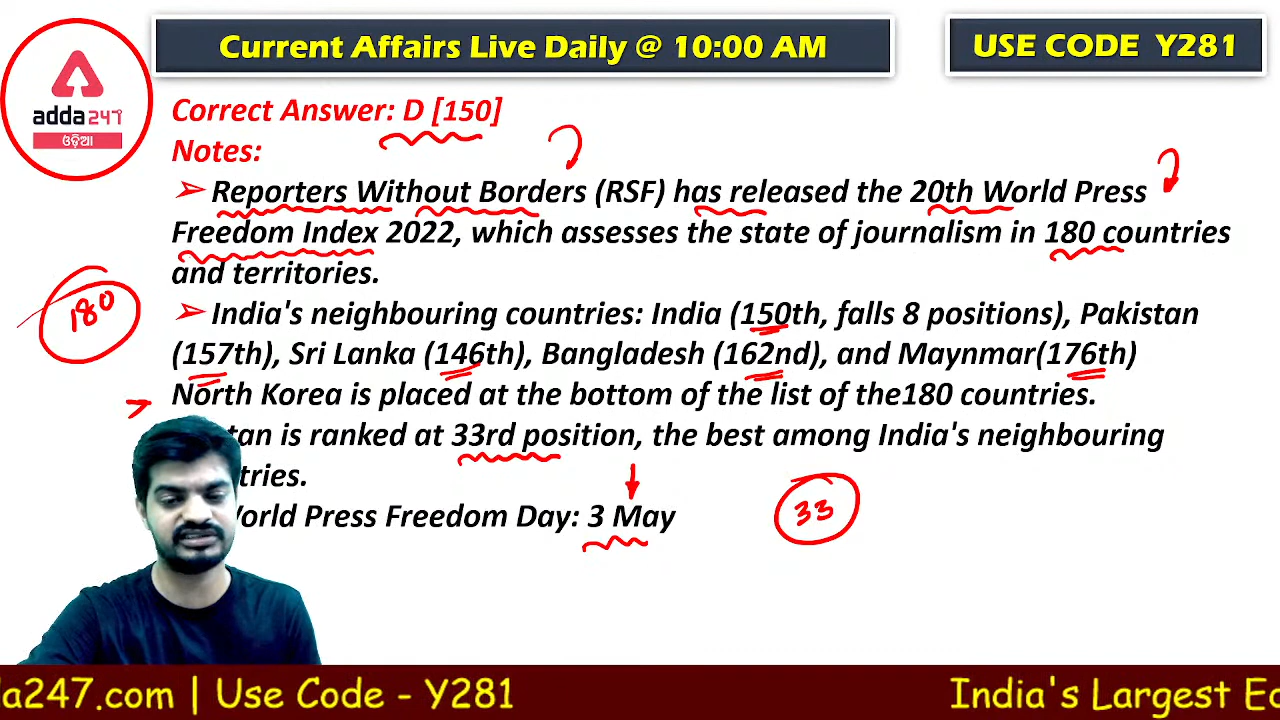 Current Affairs Live Daily @ 10:00 AM
USE CODE Y281
adda247
ଓଡ଼ିଆ
Correct Answer: D [150]
Notes:
➢ Reporters Without Borders (RSF) has released the 20th World Press
Freedom Index 2022, which assesses the state of journalism in 180 countries
and territories.
180
➢ India's neighbouring countries: India (150th, falls 8 positions), Pakistan
(157th), Sri Lanka (146th), Bangladesh (162nd), and Maynmar(176th)
North Korea is placed at the bottom of the list of the180 countries.
tan is ranked at 33rd position, the best among India's neighbouring
tries.
World Press Freedom Day: 3 May
33
a247.com | Use Code - Y281
India's Largest Ed